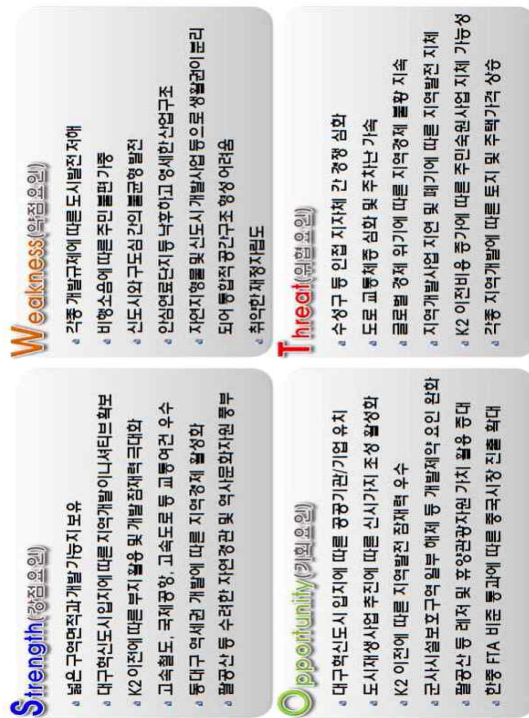 Strength(강점요인)
넓은 구역면적과 개발 가능지 보유
대구혁신도시 입지에 따른 지역개발 이니셔티브 확보
K2 이전에 따른 부지 활용 및 개발 잠재력 극대화
고속철도, 국제공항, 고속도로 등 교통여건 우수
동대구 역세권 개발에 따른 지역경제 활성화
팔공산 등 수려한 자연경관 및 역사문화자원 풍부
Weakness(약점요인)
각종 개발규제에 따른 도시발전 저해
비행소음에 따른 주민 불편 가중
신도시와 구도심 간의 불균형 발전
안심연료단지 등 낙후하고 영세한 산업구조
자연지형물 및 신도시 개발사업 등으로 생활권이 분리
되어 통합적 공간구조 형성 어려움
취약한 재정자립도
Opportunity(기회요인)
대구혁신도시 입지에 따른 공공기관/기업 유치
도시재생사업 추진에 따른 신시가지 조성 활성화
K2 이전에 따른 지역발전 잠재력 우수
군사시설보호구역 일부 해제 등 개발제약 요인 완화
팔공산 등 레저 및 휴양관광자원 가치 활용 증대
한중 FTA 비준 통과에 따른 중국시장 진출 확대
Threat(위협요인)
수성구 등 인접 지자체 간 경쟁 심화
도로 교통체증 심화 및 주차난 가속
글로벌 경제 위기에 따른 지역경제 불황 지속
지역개발사업 지연 및 폐기에 따른 지역발전 지체
K2 이전비용 증가에 따른 주민숙원사업 지체 가능성
각종 지역개발에 따른 토지 및 주택가격 상승